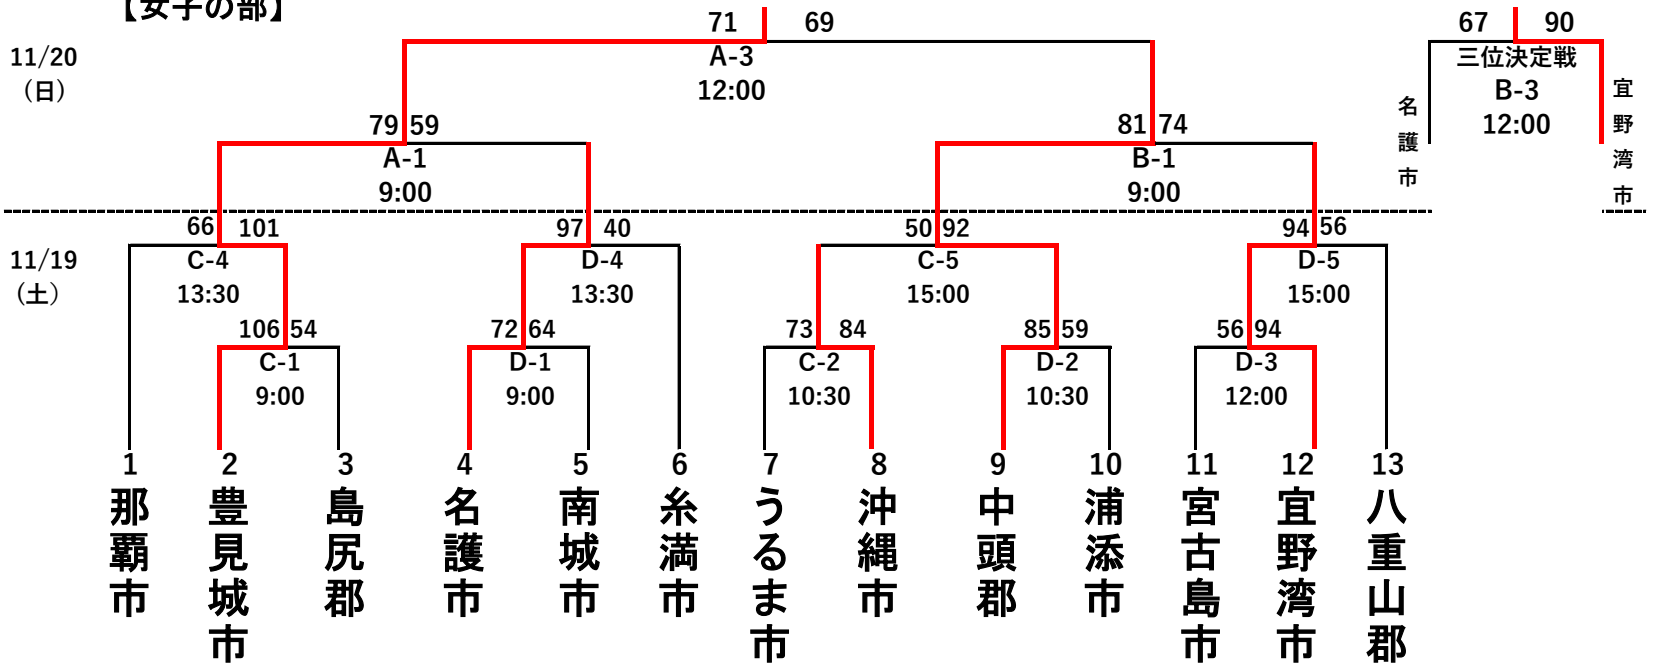 【女子の部】
71 69
67 90
11/20
(日)
A-3
12:00
三位決定戦
B-3
12:00
名護市
宜野湾市
79 59
A-1
9:00
81 74
B-1
9:00
11/19
(土)
66 101
C-4
13:30
97 40
D-4
13:30
50 92
C-5
15:00
94 56
D-5
15:00
106 54
C-1
9:00
72 64
D-1
9:00
73 84
C-2
10:30
85 59
D-2
10:30
56 94
D-3
12:00
1 2 3 4 5 6 7 8 9 10 11 12 13
那覇市
豊見城市
島尻郡
名護市
南城市
糸満市
うるま市
沖縄市
中頭郡
浦添市
宮古島市
宜野湾市
八重山郡